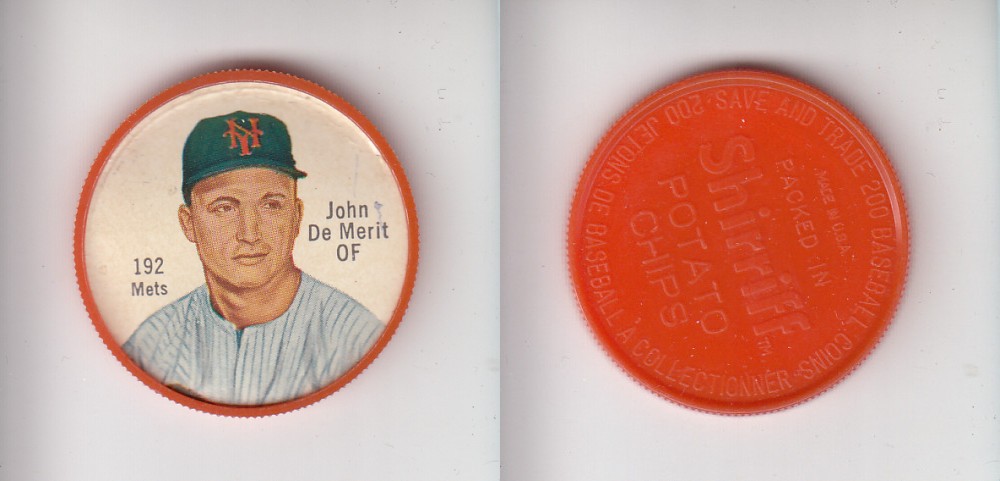 NY
John
De Merit
OF
192
Mets
SAVE AND TRADE 200 BASEBALL COINS·
200 JETONS DE BASEBALL À COLLECTIONNER·
MADE IN U.S.A.
PACKED IN
Shirriff™
POTATO
CHIPS